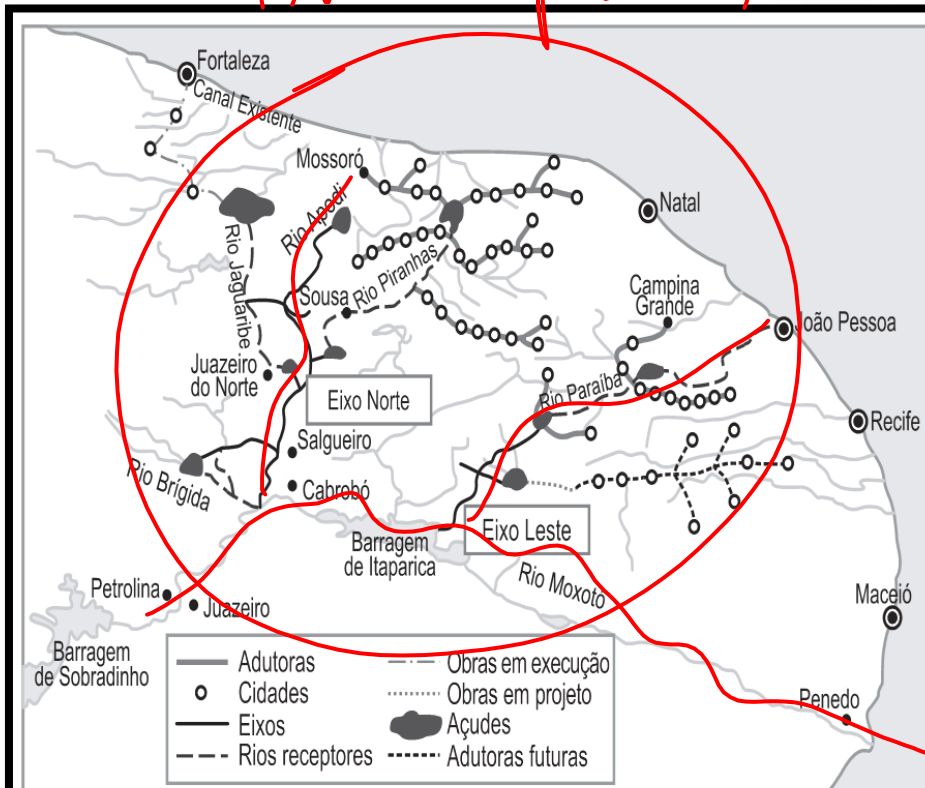 Fortaleza
Canal Existente
Mossoró
Rio Apodi
Natal
Rio Jaguaribe
Sousa
Rio Piranhas
Campina
Grande
João Pessoa
Juazeiro
do Norte
Eixo Norte
Rio Paraíba
Recife
Salgueiro
Rio Brígida
Cabrobó
Eixo Leste
Barragem
de Itaparica
Rio Moxotó
Petrolina
Juazeiro
Maceió
Barragem
de Sobradinho
Penedo
Adutoras
Cidades
Eixos
Rios receptores
Obras em execução
Obras em projeto
Açudes
Adutoras futuras